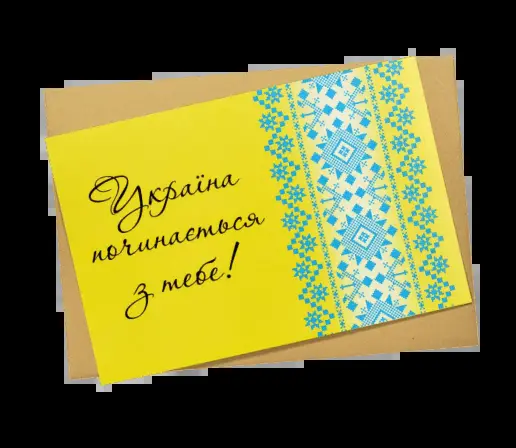 Україна
починається
з тебе!